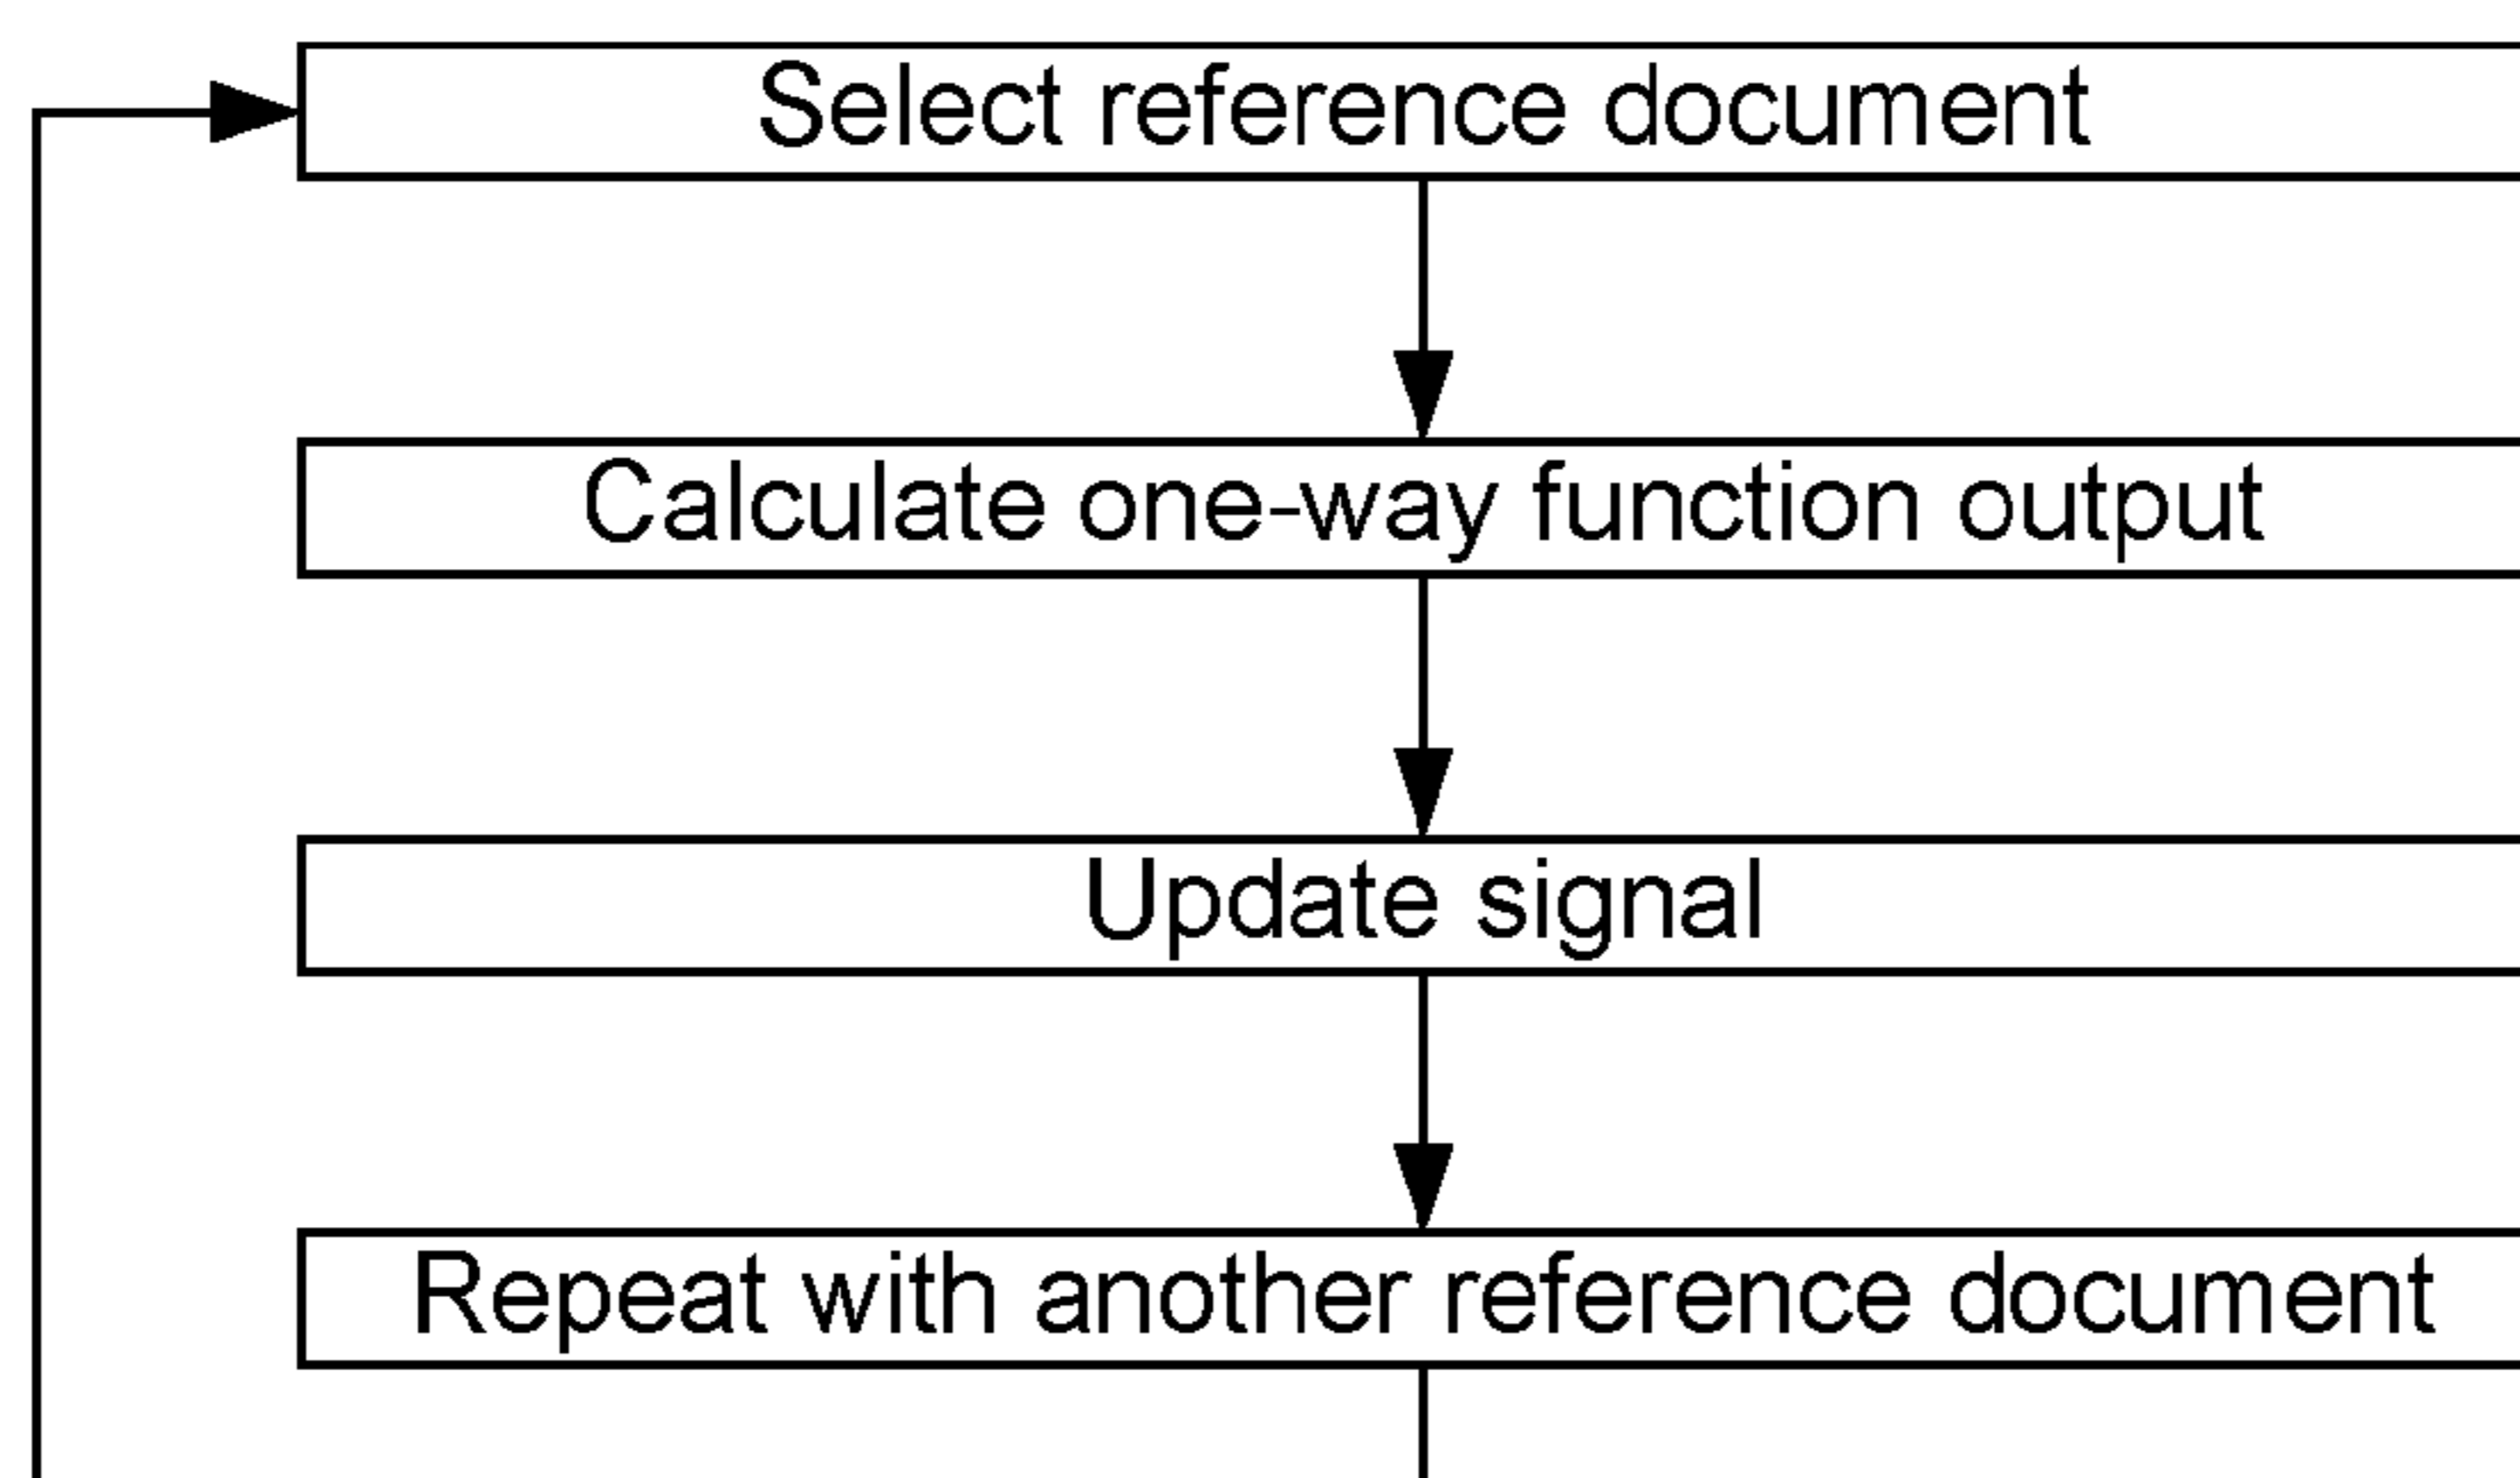 Select reference document
Calculate one-way function output
Update signal
Repeat with another reference document